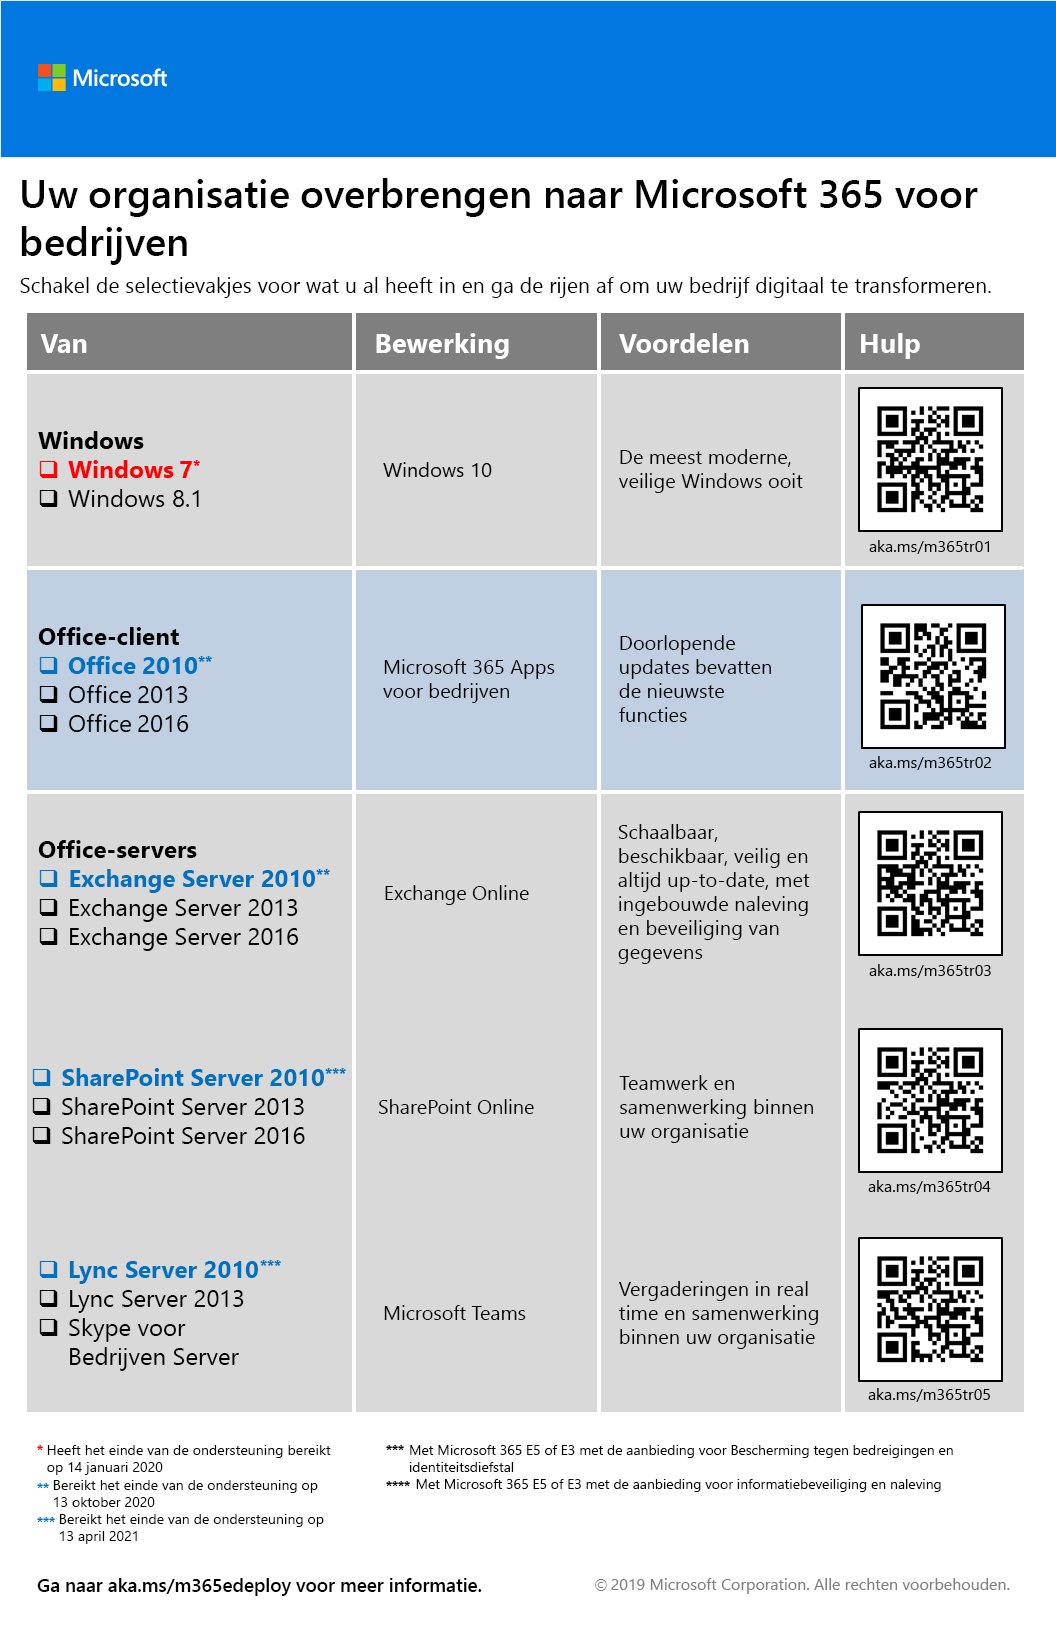 Microsoft
Uw organisatie overbrengen naar Microsoft 365 voor
bedrijven
Schakel de selectievakjes voor wat u al heeft in en ga de rijen af om uw bedrijf digitaal te transformeren.
Van
Bewerking
Voordelen
Hulp
Windows
Windows 7*
Windows 8.1
Windows 10
De meest moderne,
veilige Windows ooit
aka.ms/m365tr01
Office-client
Office 2010**
Office 2013
Office 2016
Microsoft 365 Apps
voor bedrijven
Doorlopende
updates bevatten
de nieuwste
functies
aka.ms/m365tr02
Office-servers
Exchange Server 2010**
Exchange Server 2013
Exchange Server 2016
Exchange Online
Schaalbaar,
beschikbaar, veilig en
altijd up-to-date, met
ingebouwde naleving
en beveiliging van
gegevens
aka.ms/m365tr03
SharePoint Server 2010***
SharePoint Server 2013
SharePoint Server 2016
SharePoint Online
Teamwerk en
samenwerking binnen
uw organisatie
aka.ms/m365tr04
Lync Server 2010***
Lync Server 2013
Skype voor
Bedrijven Server
Microsoft Teams
Vergaderingen in real
time en samenwerking
binnen uw organisatie
aka.ms/m365tr05
* Heeft het einde van de ondersteuning bereikt
op 14 januari 2020
** Bereikt het einde van de ondersteuning op
13 oktober 2020
*** Bereikt het einde van de ondersteuning op
13 april 2021
*** Met Microsoft 365 E5 of E3 met de aanbieding voor Bescherming tegen bedreigingen en
identiteitsdiefstal
**** Met Microsoft 365 E5 of E3 met de aanbieding voor informatiebeveiliging en naleving
Ga naar aka.ms/m365edeploy voor meer informatie.
© 2019 Microsoft Corporation. Alle rechten voorbehouden.